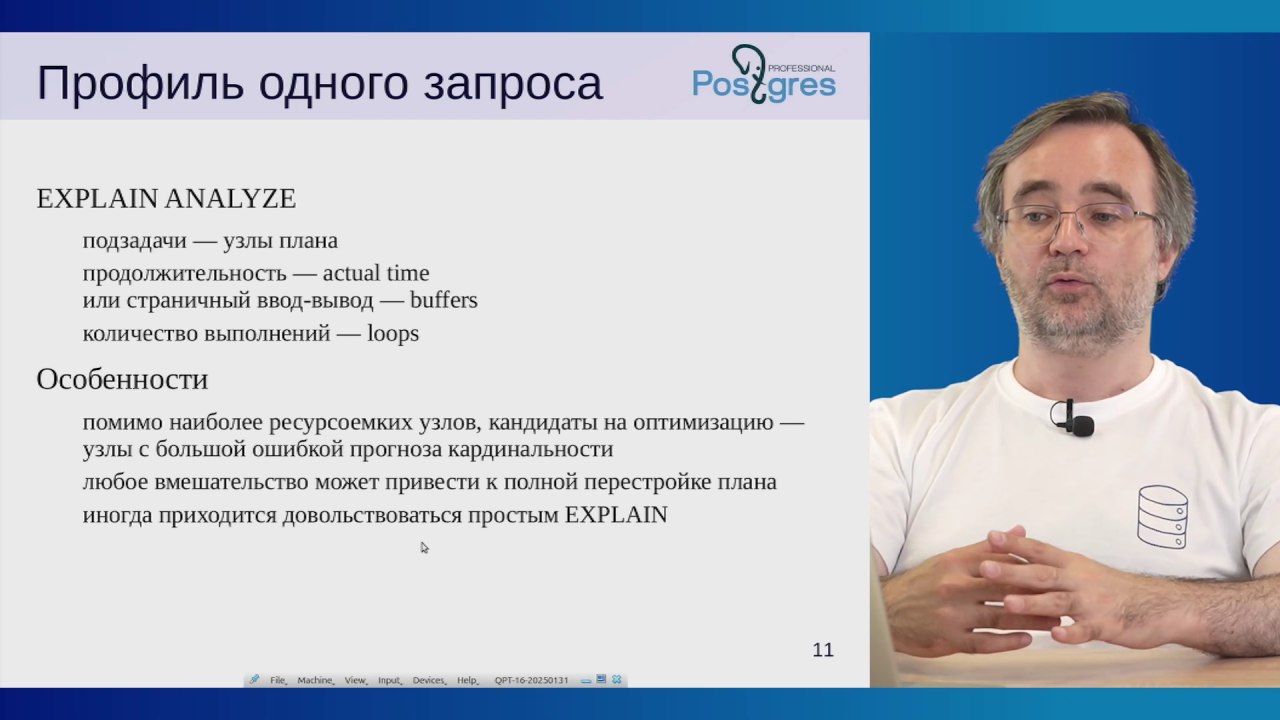 Профиль одного запроса
PROFESSIONAL
Postgres
EXPLAIN ANALYZE
подзадачи — узлы плана
продолжительность — actual time
или страничный ввод-вывод — buffers
количество выполнений — loops
Особенности
помимо наиболее ресурсоемких узлов, кандидаты на оптимизацию —
узлы с большой ошибкой прогноза кардинальности
любое вмешательство может привести к полной перестройке плана
иногда приходится довольствоваться простым EXPLAIN
11
File Machine View Input Devices Help QPT-16-20250131